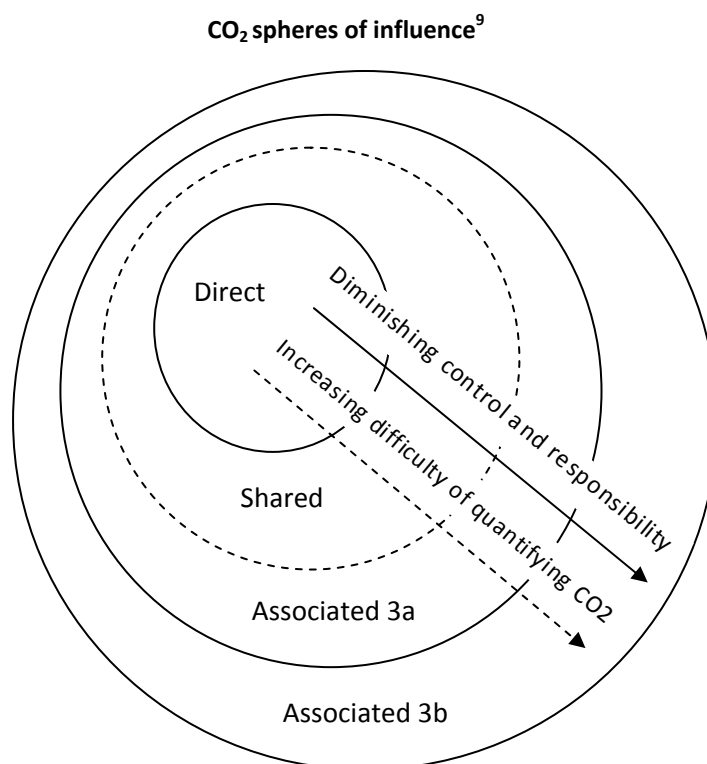 CO₂ spheres of influence⁹
Direct
Diminishing control and responsibility
Increasing difficulty of quantifying CO2
Shared
Associated 3a
Associated 3b